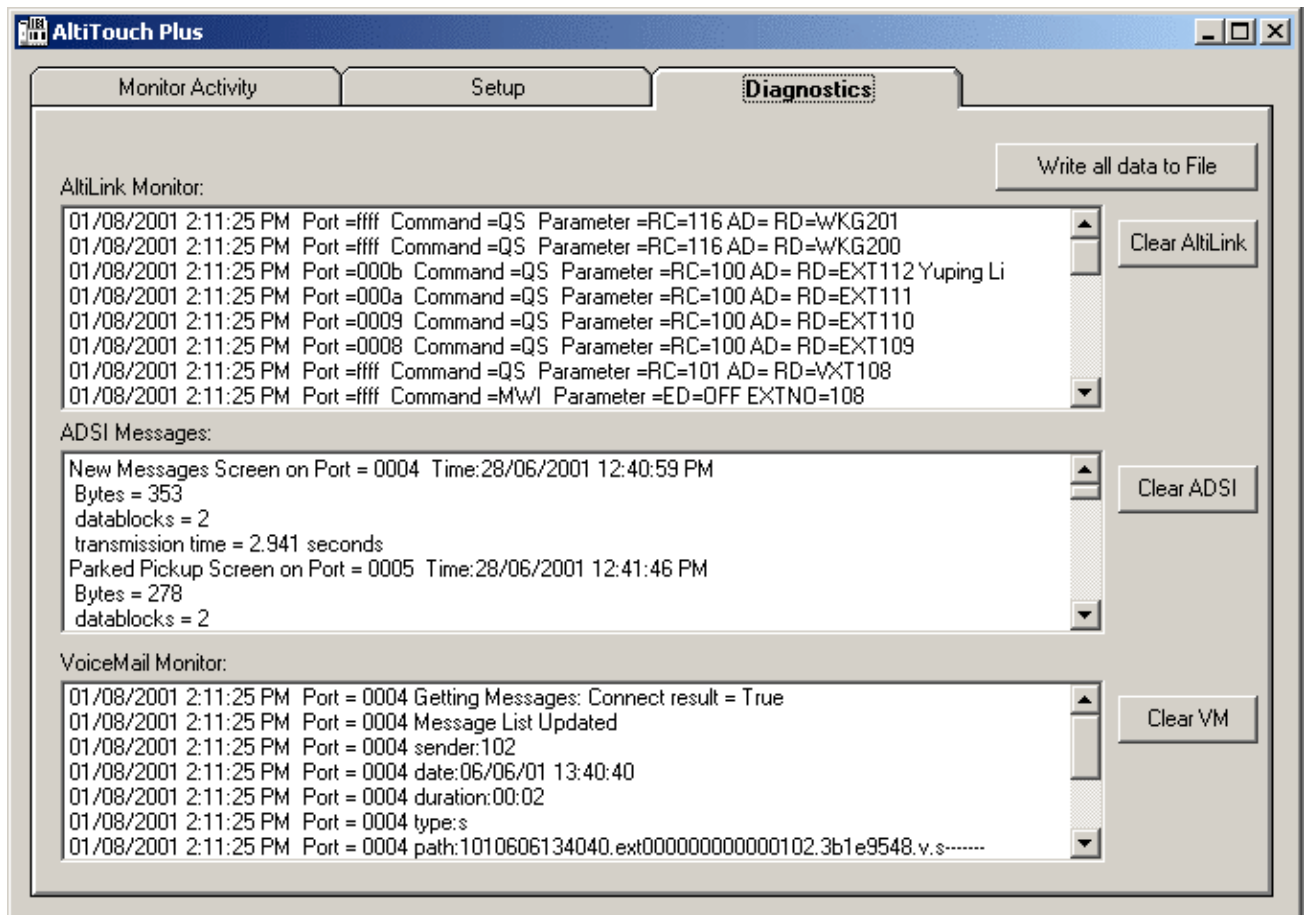 AltiTouch Plus
Monitor Activity
Setup
Diagnostics
Write all data to File
AltiLink Monitor:
01/08/2001 2:11:25 PM Port =ffff Command =QS Parameter =RC=116 AD= RD=WKG201
01/08/2001 2:11:25 PM Port =ffff Command =QS Parameter =RC=116 AD= RD=WKG200
01/08/2001 2:11:25 PM Port =000b Command =QS Parameter =RC=100 AD= RD=EXT112 Yuping Li
01/08/2001 2:11:25 PM Port =000a Command =QS Parameter =RC=100 AD= RD=EXT111
01/08/2001 2:11:25 PM Port =0009 Command =QS Parameter =RC=100 AD= RD=EXT110
01/08/2001 2:11:25 PM Port =0008 Command =QS Parameter =RC=100 AD= RD=EXT109
01/08/2001 2:11:25 PM Port =ffff Command =QS Parameter =RC=101 AD= RD=VXT108
01/08/2001 2:11:25 PM Port =ffff Command =MWI Parameter =ED=OFF EXTNO=108
Clear AltiLink
ADSI Messages:
New Messages Screen on Port = 0004 Time:28/06/2001 12:40:59 PM
Bytes = 353
datablocks = 2
transmission time = 2.941 seconds
Parked Pickup Screen on Port = 0005 Time:28/06/2001 12:41:46 PM
Bytes = 278
datablocks = 2
Clear ADSI
VoiceMail Monitor:
01/08/2001 2:11:25 PM Port = 0004 Getting Messages: Connect result = True
01/08/2001 2:11:25 PM Port = 0004 Message List Updated
01/08/2001 2:11:25 PM Port = 0004 sender:102
01/08/2001 2:11:25 PM Port = 0004 date:06/06/01 13:40:40
01/08/2001 2:11:25 PM Port = 0004 duration:00:02
01/08/2001 2:11:25 PM Port = 0004 type:s
01/08/2001 2:11:25 PM Port = 0004 path:1010606134040.ext000000000000102.3b1e9548.v.s-------
Clear VM